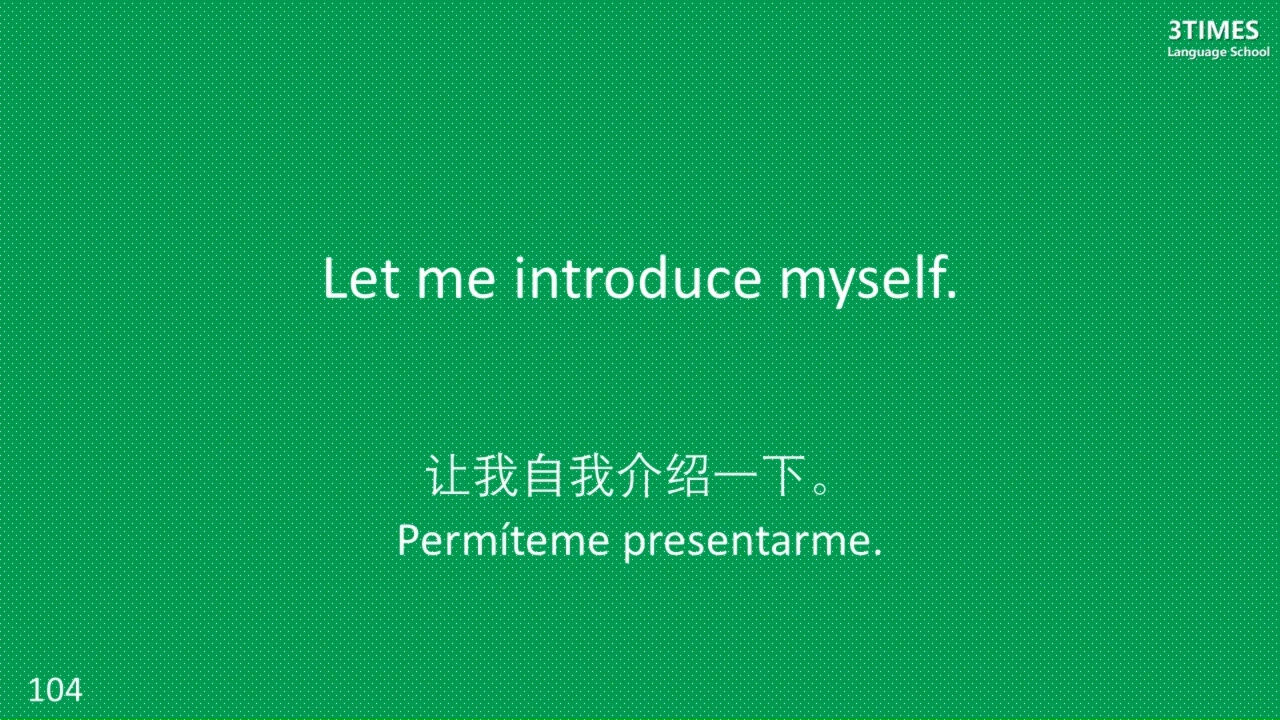 3TIMES
Language School
Let me introduce myself.
让我自我介绍一下。
Permíteme presentarme.
104